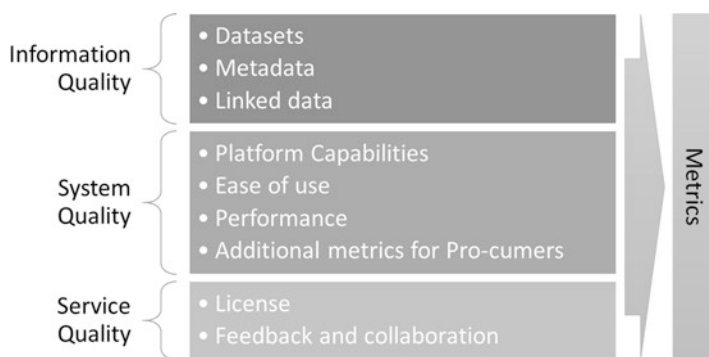 Information
Quality
• Datasets
• Metadata
• Linked data
System
Quality
• Platform Capabilities
• Ease of use
• Performance
• Additional metrics for Pro-cumers
Service
Quality
• License
• Feedback and collaboration
Metrics